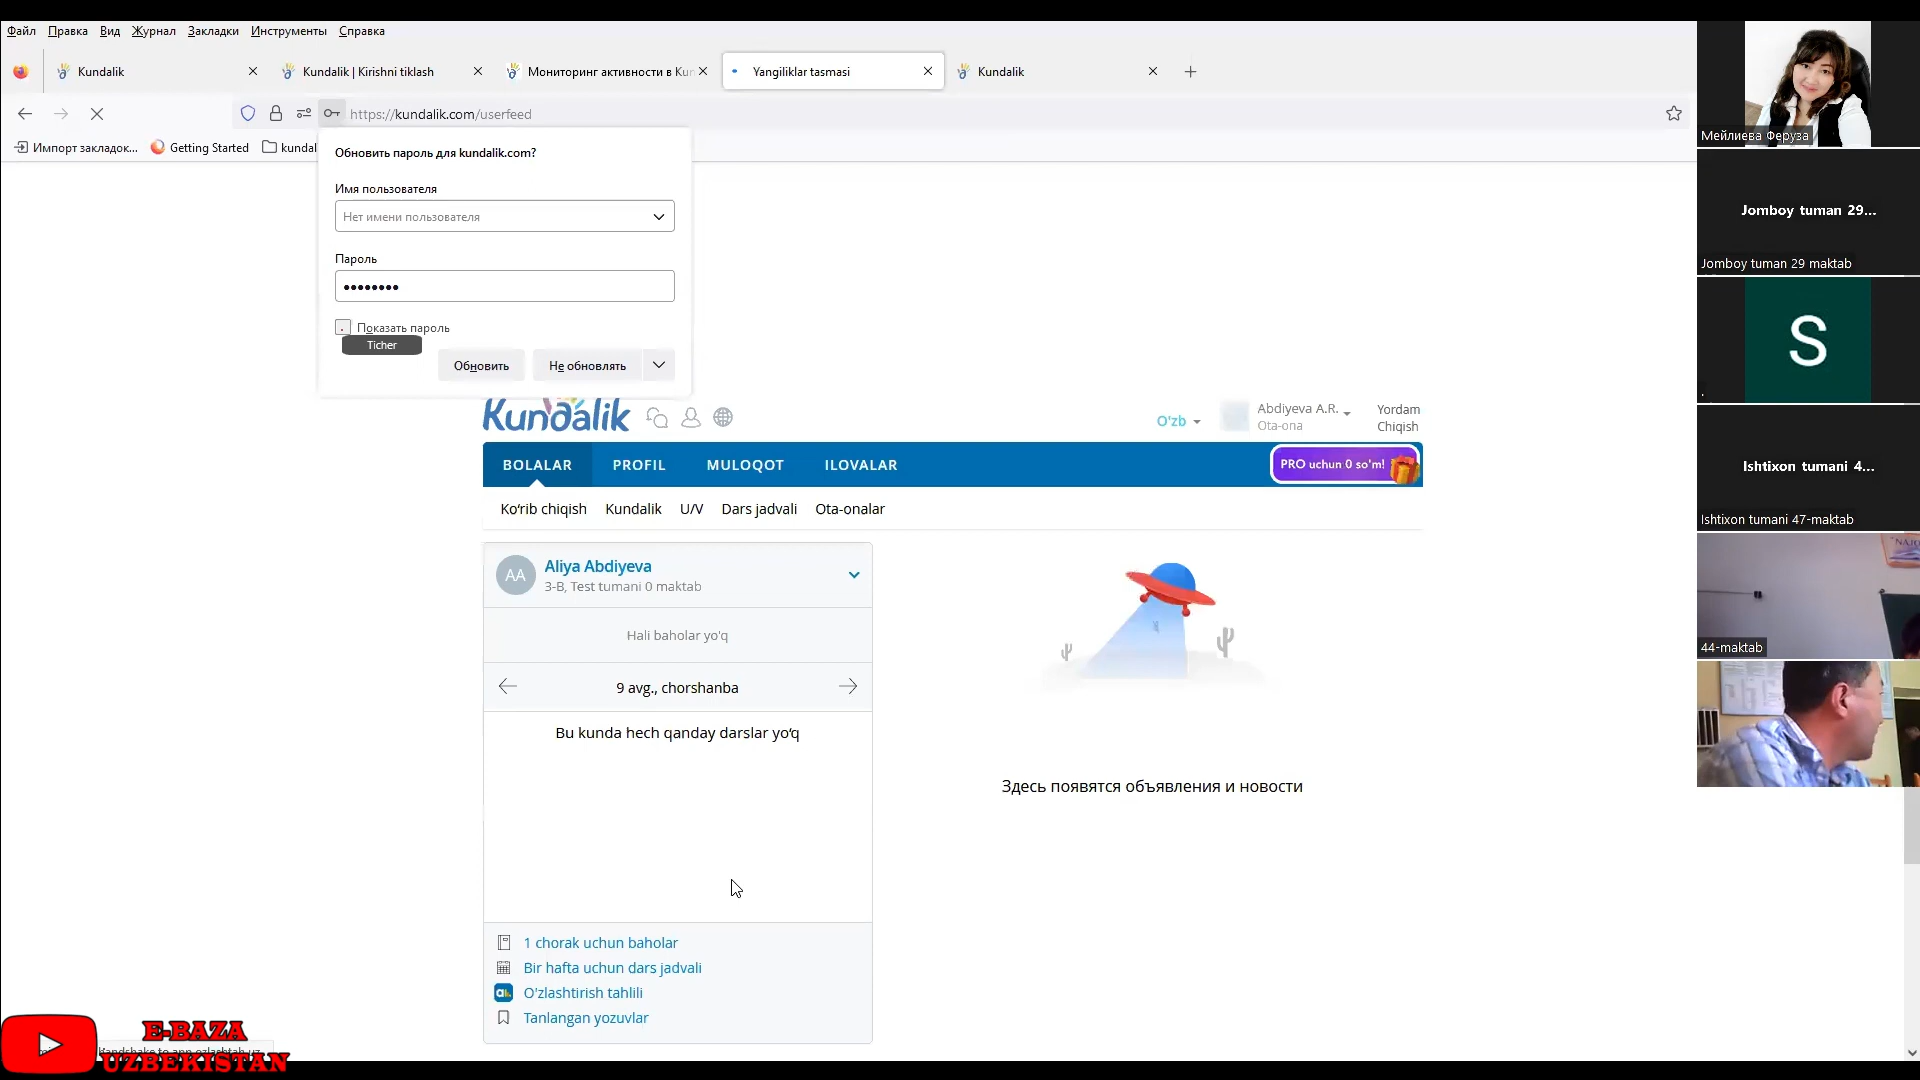 Файл Правка Вид Журнал Закладки Инструменты Справка
Kundalik
Kundalik | Kirishni tiklash
Мониторинг активности в Kun
Yangiliklar tasmasi
Kundalik
https://kundalik.com/userfeed
Импорт закладок...
Getting Started
kundal
Обновить пароль для kundalik.com?
Имя пользователя
Нет имени пользователя
Пароль
Показать пароль
Ticher
Обновить
Не обновлять
Kundalik
O'zb
Abdiyeva A.R.
Ota-ona
Yordam
Chiqish
BOLALAR PROFIL MULOQOT ILOVALAR
PRO uchun 0 so'm!
Ko‘rib chiqish Kundalik U/V Dars jadvali Ota-onalar
AA
Aliya Abdiyeva
3-B, Test tumani 0 maktab
Hali baholar yo'q
9 avg., chorshanba
Bu kunda hech qanday darslar yo‘q
1 chorak uchun baholar
Bir hafta uchun dars jadvali
O'zlashtirish tahlili
Tanlangan yozuvlar
Здесь появятся объявления и новости
Мейлиева Феруза
Jomboy tuman 29...
Jomboy tuman 29 maktab
S
.
Ishtixon tumani 4...
Ishtixon tumani 47-maktab
44-maktab
E-BAZA
UZBEKISTAN